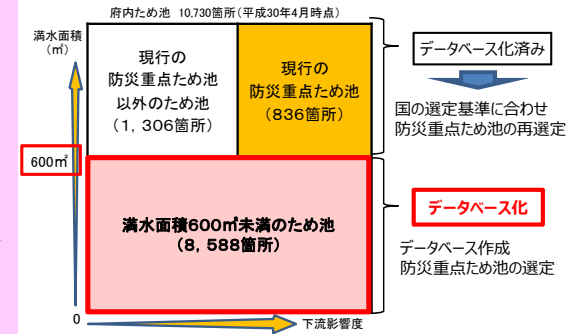 府内ため池 10,730箇所(平成30年4月時点)
満水面積
(㎡)
現行の
防災重点ため池
以外のため池
(1,306箇所)
現行の
防災重点ため池
(836箇所)
データベース化済み
国の選定基準に合わせ
防災重点ため池の再選定
600㎡
満水面積600㎡未満のため池
(8,588箇所)
データベース化
データベース作成
防災重点ため池の選定
0
下流影響度